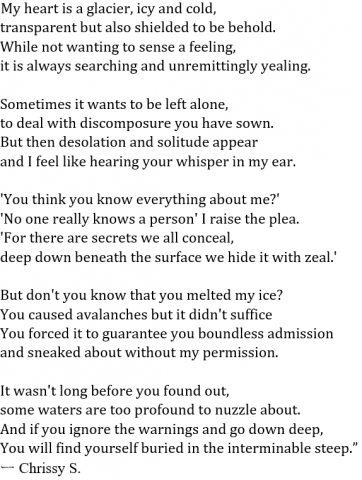 My heart is a glacier, icy and cold,
transparent but also shielded to be behold.
While not wanting to sense a feeling,
it is always searching and unremittingly yealing.

Sometimes it wants to be left alone,
to deal with discomposure you have sown.
But then desolation and solitude appear
and I feel like hearing your whisper in my ear.

'You think you know everything about me?'
'No one really knows a person' I raise the plea.
'For there are secrets we all conceal,
deep down beneath the surface we hide it with zeal.'

But don't you know that you melted my ice?
You caused avalanches but it didn't suffice
You forced it to guarantee you boundless admission
and sneaked about without my permission.

It wasn't long before you found out,
some waters are too profound to nuzzle about.
And if you ignore the warnings and go down deep,
You will find yourself buried in the interminable steep.”
一 Chrissy S.